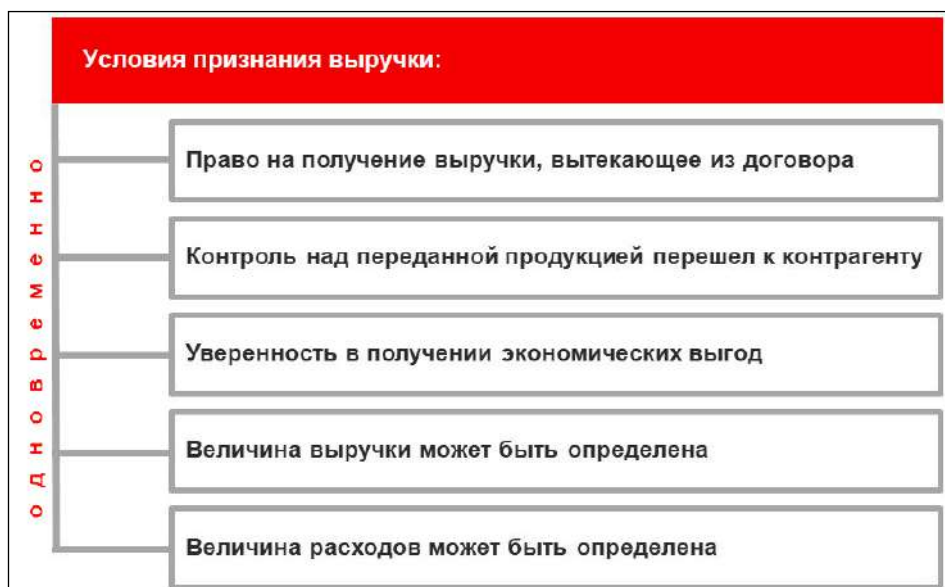 Условия признания выручки:
Право на получение выручки, вытекающее из договора
Контроль над переданной продукцией перешел к контрагенту
Уверенность в получении экономических выгод
Величина выручки может быть определена
Величина расходов может быть определена
одновременно